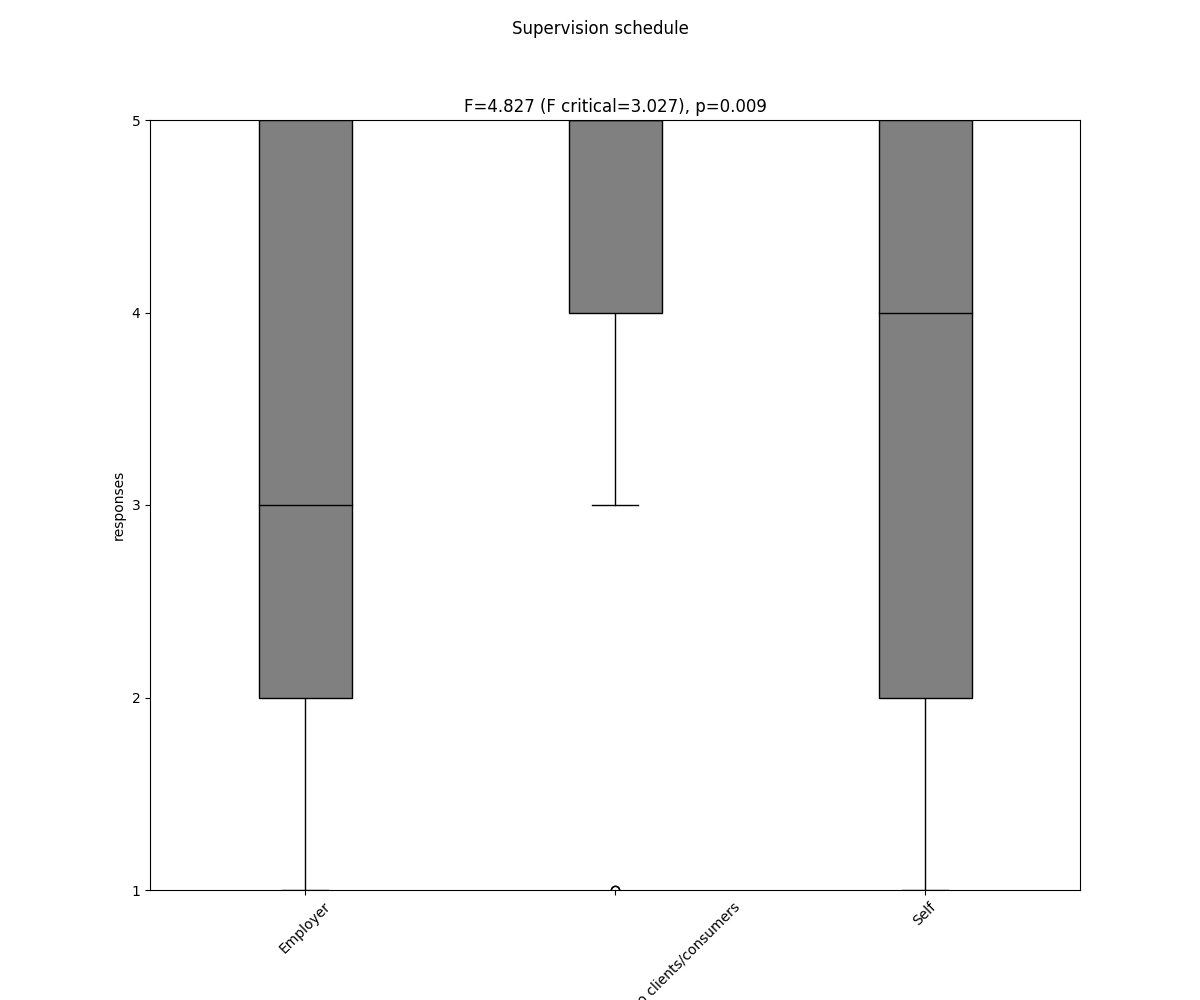 Supervision schedule
F=4.827 (F critical=3.027), p=0.009
5
4
3
2
1
responses
Employer
clients/consumers
Self